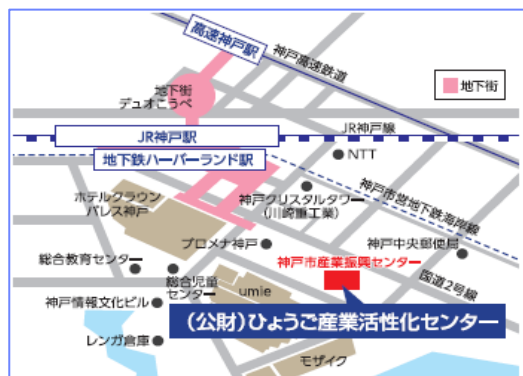 高速神戸駅
神戸高速鉄道
地下街
デュオこうべ
地下街
JR神戸線
JR神戸駅
地下鉄ハーバーランド駅
NTT
神戸市営地下鉄海岸線
ホテルクラウン
パレス神戸
神戸クリスタルタワー
(川崎重工業)
プロメナ神戸
神戸中央郵便局
総合教育センター
神戸市産業振興センター
総合児童
センター
umie
国道2号線
神戸情報文化ビル
(公財)ひょうご産業活性化センター
レンガ倉庫
モザイク